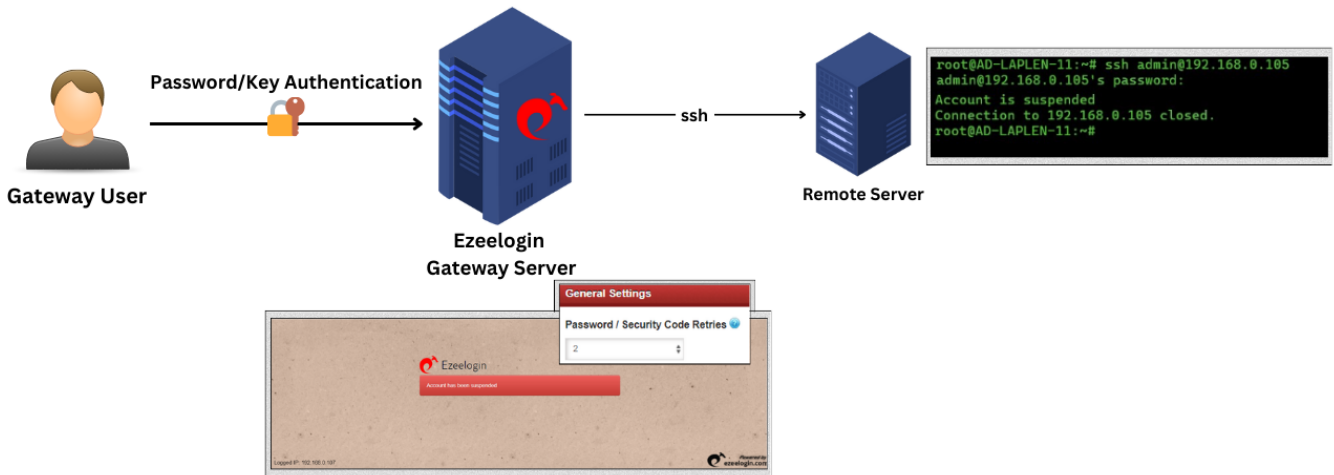 Password/Key Authentication
Gateway User
Ezeelogin
Gateway Server
ssh
Remote Server
root@AD-LAPLEN-11:~# ssh admin@192.168.0.105
admin@192.168.0.105's password:
Account is suspended
Connection to 192.168.0.105 closed.
root@AD-LAPLEN-11:~#
General Settings
Password / Security Code Retries
2
Ezeelogin
Account has been suspended
Powered by
ezeelogin.com